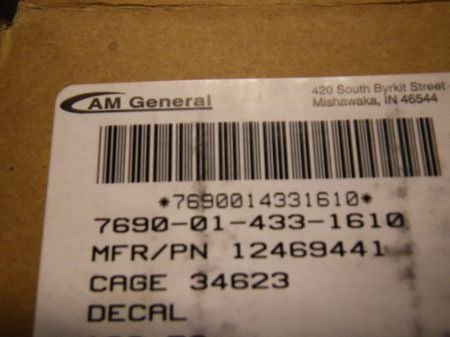 AM General
420 South Byrkit Street
Mishawaka, IN 46544
*7690014331610*
7690-01-433-1610
MFR/PN 12469441
CAGE 34623
DECAL